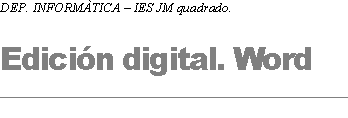 DEP. INFORMÁTICA – IES JM quadrado.
Edición digital. Word